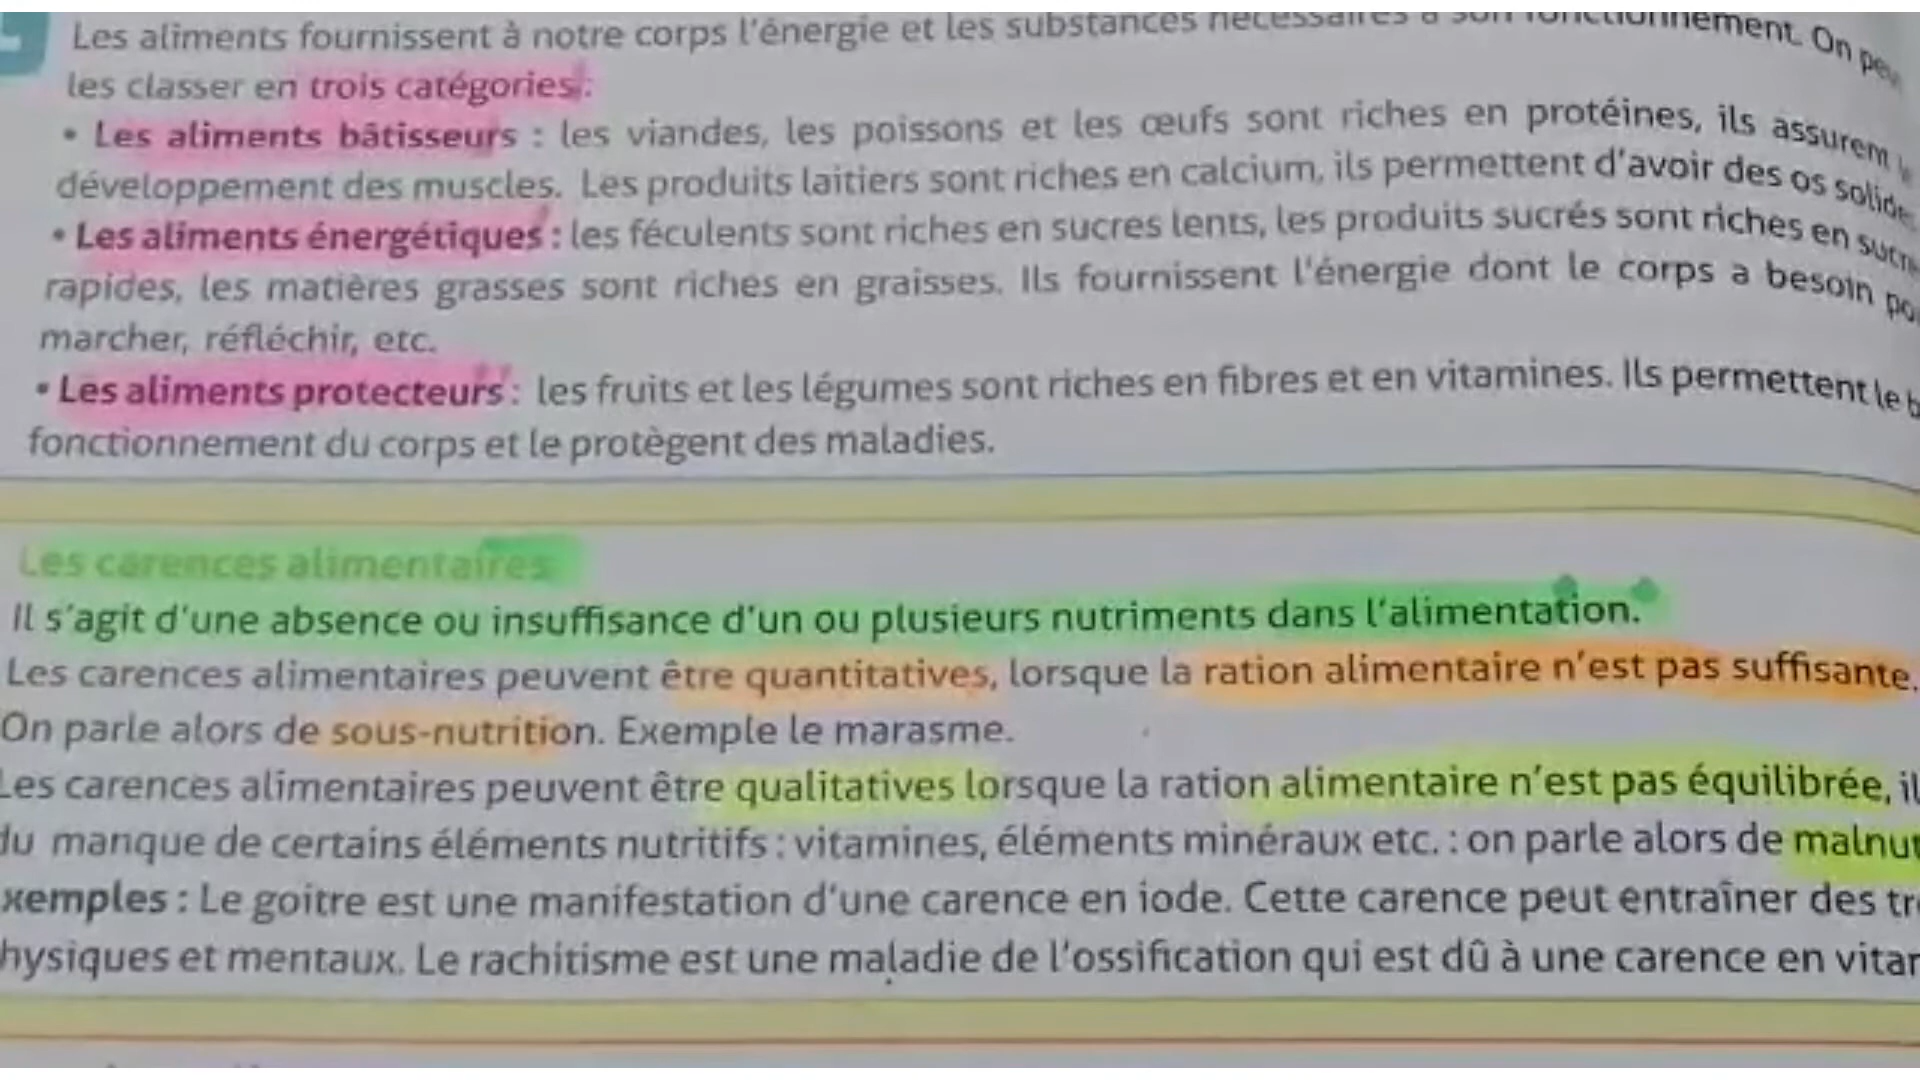 Les aliments fournissent à notre corps l'énergie et les substances nécessaires à son fonctionnement. On peu
les classer en trois catégories :
• Les aliments bâtisseurs : les viandes, les poissons et les œufs sont riches en protéines, ils assurent le
développement des muscles. Les produits laitiers sont riches en calcium, ils permettent d'avoir des os solides
• Les aliments énergétiques : les féculents sont riches en sucres lents, les produits sucrés sont riches en sucre
rapides, les matières grasses sont riches en graisses. Ils fournissent l'énergie dont le corps a besoin po
marcher, réfléchir, etc.
• Les aliments protecteurs : les fruits et les légumes sont riches en fibres et en vitamines. Ils permettent le b
fonctionnement du corps et le protègent des maladies.
Les carences alimentaires
Il s'agit d'une absence ou insuffisance d'un ou plusieurs nutriments dans l'alimentation.
Les carences alimentaires peuvent être quantitatives, lorsque la ration alimentaire n'est pas suffisante.
On parle alors de sous-nutrition. Exemple le marasme.
Les carences alimentaires peuvent être qualitatives lorsque la ration alimentaire n'est pas équilibrée, il
du manque de certains éléments nutritifs : vitamines, éléments minéraux etc. : on parle alors de malnut
xemples : Le goitre est une manifestation d'une carence en iode. Cette carence peut entraîner des tr
hysiques et mentaux. Le rachitisme est une maladie de l'ossification qui est dû à une carence en vitar